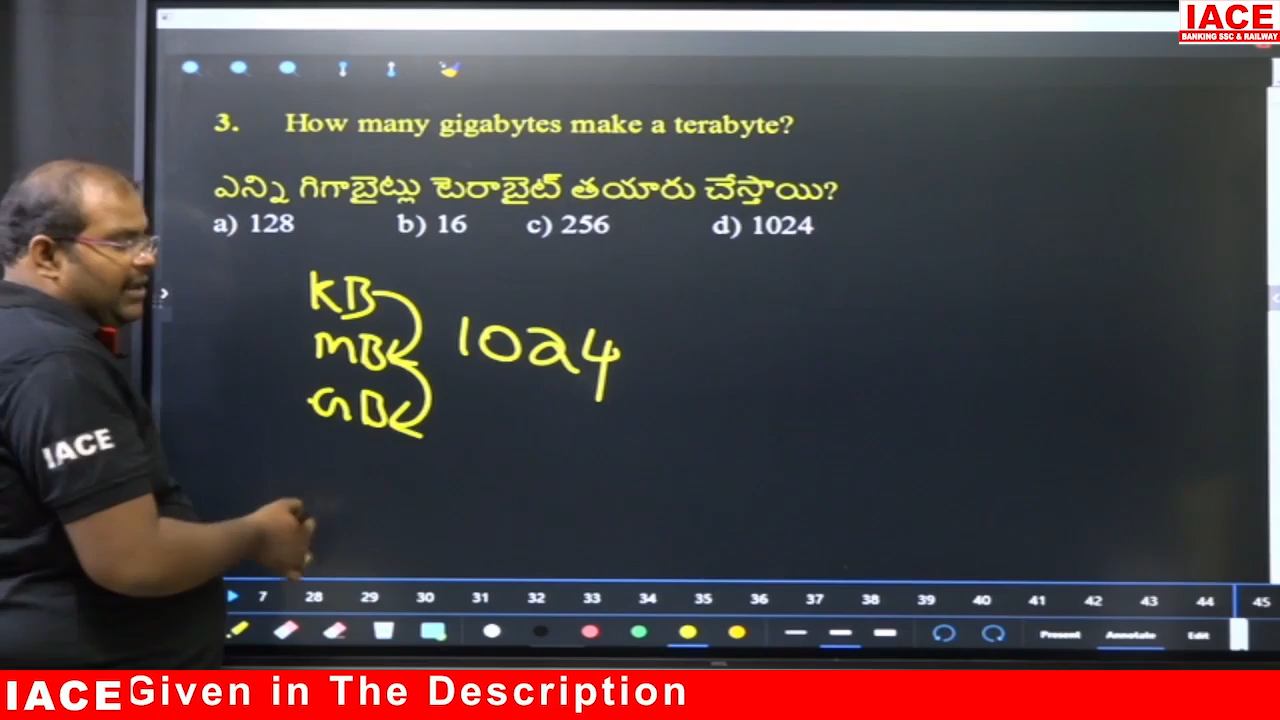 IACE
BANKING SSC & RAILWAY
3. How many gigabytes make a terabyte?
ఎన్ని గిగాబైట్లు టెరాబైట్ తయారు చేస్తాయి?
a) 128 b) 16 c) 256 d) 1024
KB
MB 1024
GB
IACE
7 28 29 30 31 32 33 34 35 36 37 38 39 40 41 42 43 44 45
Present Annotate Edit
IACE Given in The Description